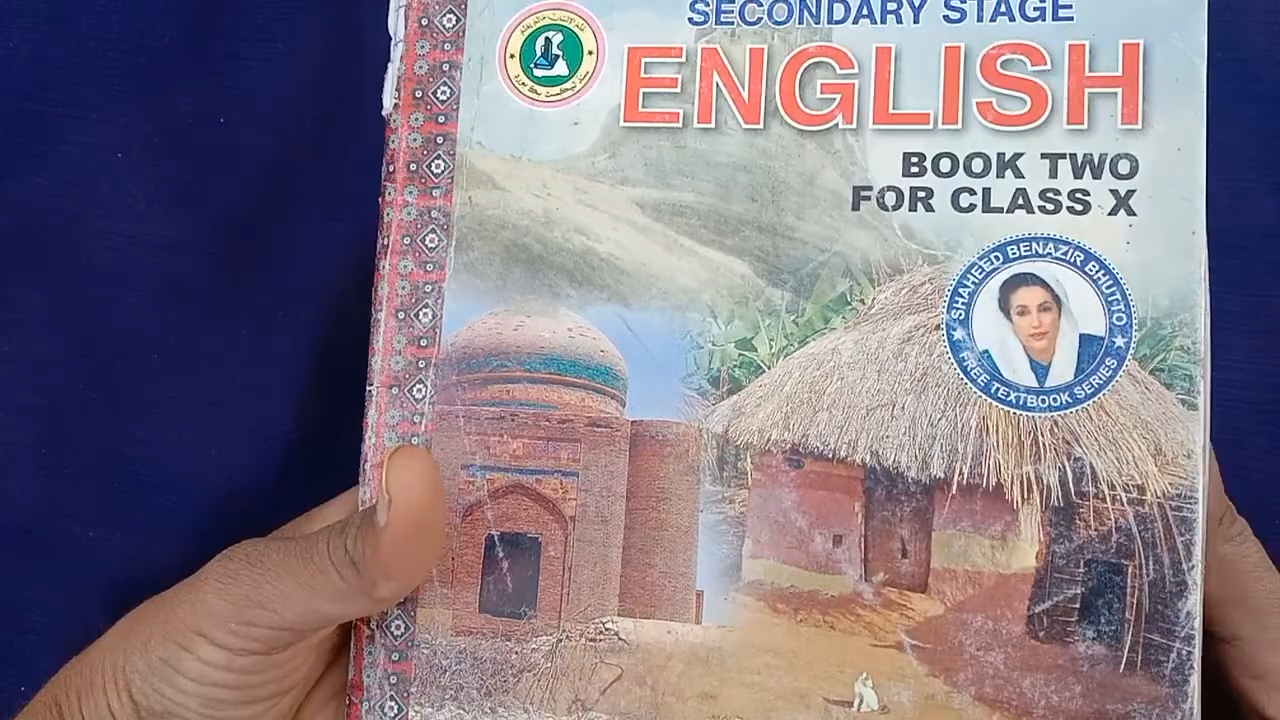 SECONDARY STAGE
ENGLISH
BOOK TWO
FOR CLASS X
SHAHEED BENAZIR BHUTTO
FREE TEXTBOOK SERIES